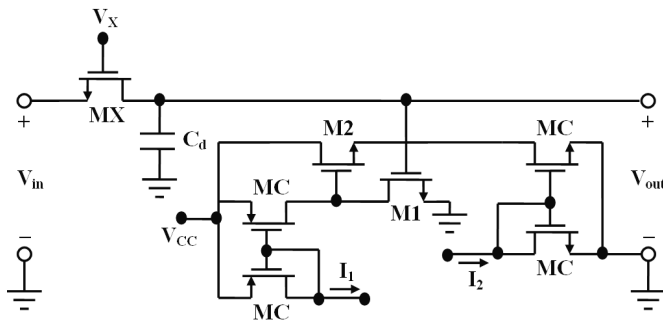 V_X
+
MX
C_d
M2
MC
+
V_in
MC
M1
V_out
V_CC
−
MC
I_1
I_2
MC
−